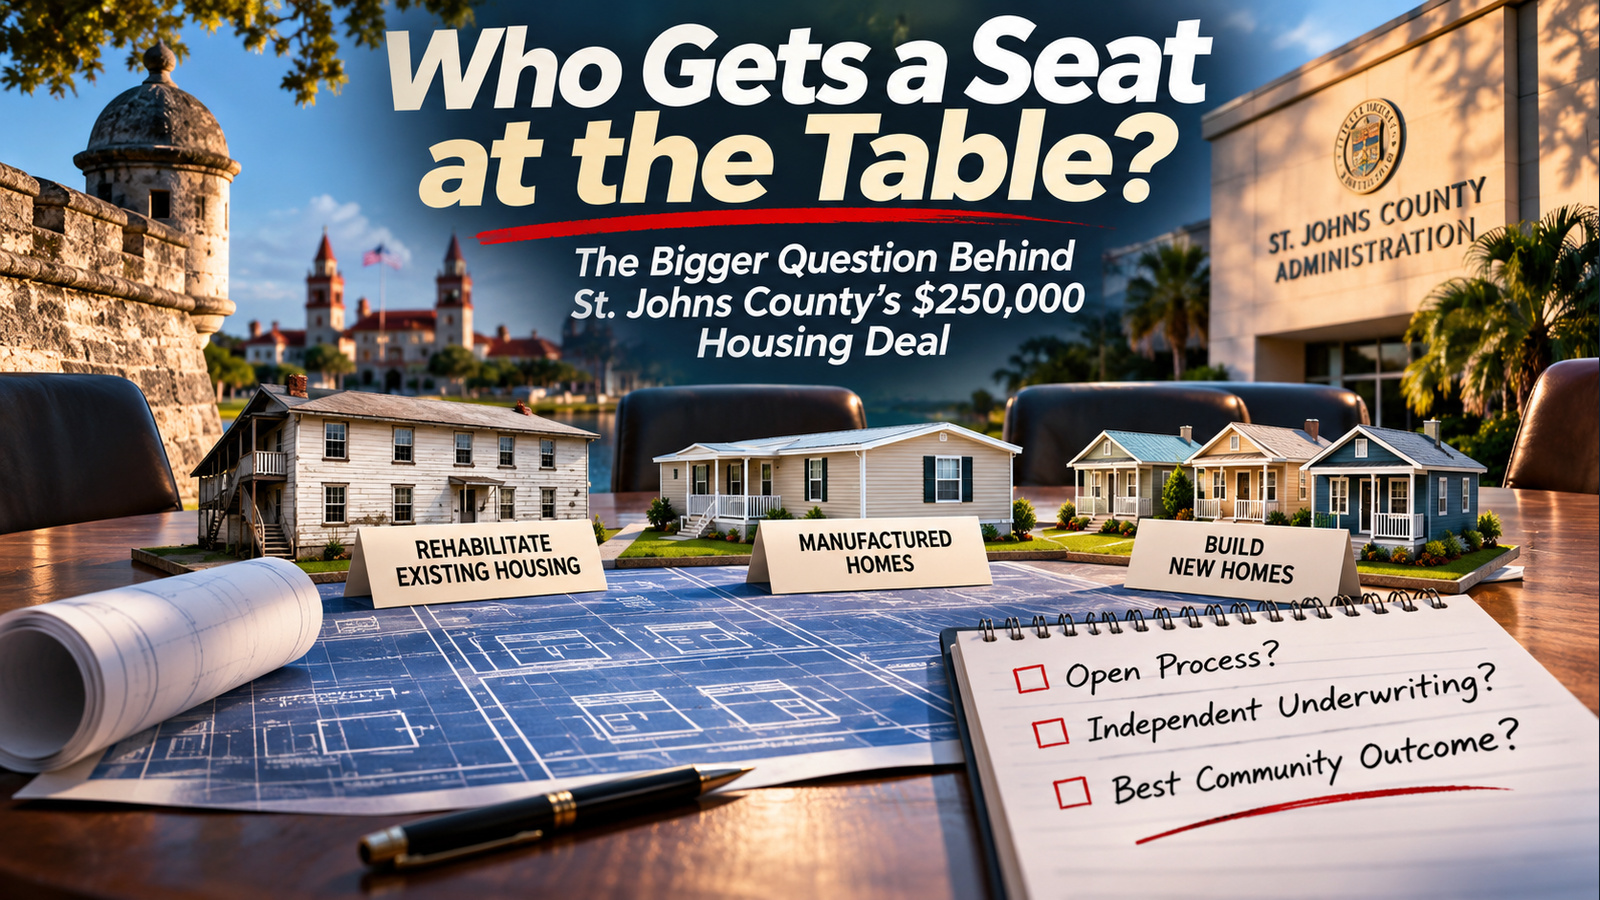 Who Gets a Seat
at the Table?
The Bigger Question Behind
St. Johns County's $250,000
Housing Deal
ST. JOHNS COUNTY
ADMINISTRATION
REHABILITATE
EXISTING HOUSING
MANUFACTURED
HOMES
BUILD
NEW HOMES
Open Process?
Independent Underwriting?
Best Community Outcome?